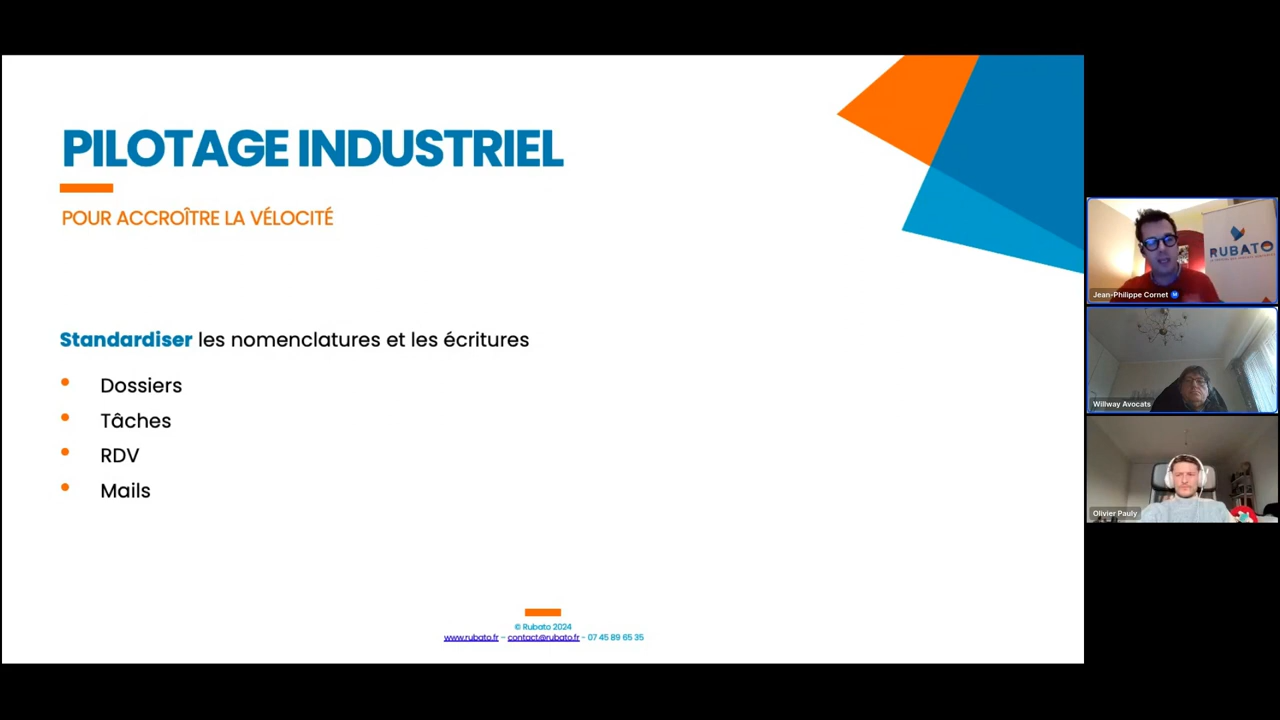 PILOTAGE INDUSTRIEL
POUR ACCROÎTRE LA VÉLOCITÉ
Standardiser les nomenclatures et les écritures
• Dossiers
• Tâches
• RDV
• Mails
© Rubato 2024
www.rubato.fr - contact@rubato.fr - 07 45 89 65 35
RUBATO
Jean-Philippe Cornet
Willway Avocats
Olivier Pauly